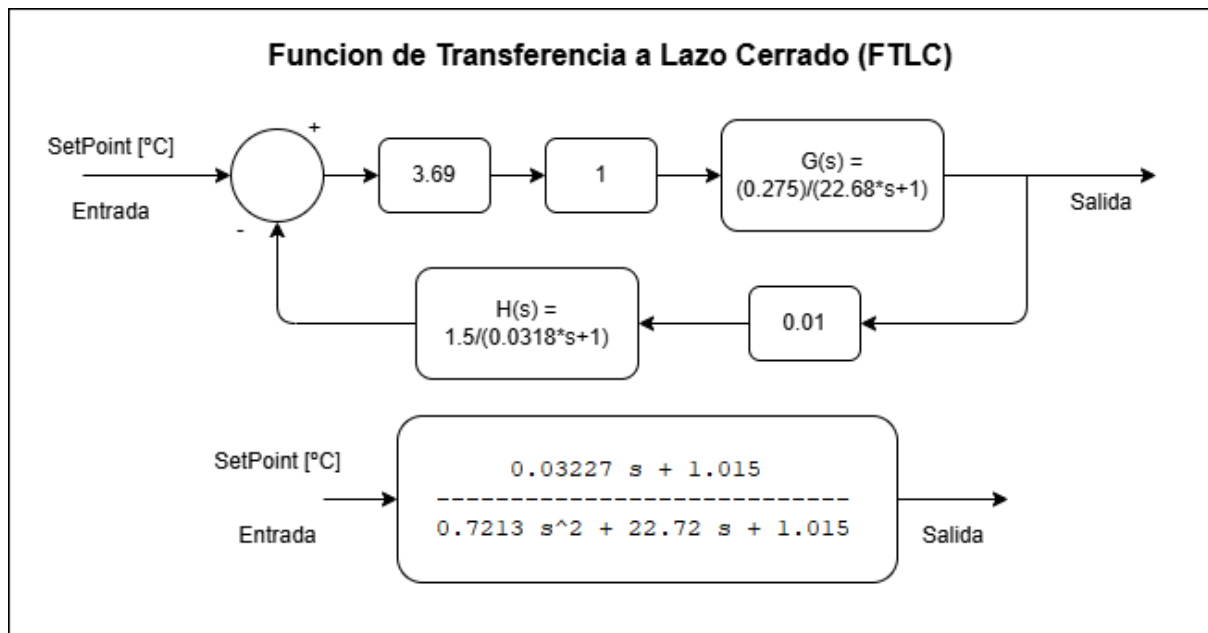 Funcion de Transferencia a Lazo Cerrado (FTLC)
SetPoint [ºC]
Entrada
+
-
3.69
1
G(s) =
(0.275)/(22.68*s+1)
Salida
H(s) =
1.5/(0.0318*s+1)
0.01
SetPoint [ºC]
Entrada
0.03227 s + 1.015
----------------------------
0.7213 s^2 + 22.72 s + 1.015
Salida